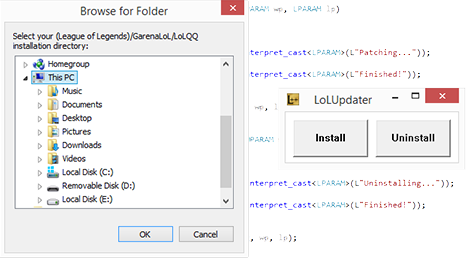 Browse for Folder
Select your (League of Legends)/GarenaLoL/LoLQQ
installation directory:
Homegroup
This PC
Music
Documents
Desktop
Pictures
Downloads
Videos
Local Disk (C:)
Removable Disk (D:)
Local Disk (E:)
OK
Cancel
ARAM wp, LPARAM lp)
nterpret_cast<LPARAM>(L"Patching..."));
nterpret_cast<LPARAM>(L"Finished!"));
wp, l
LoLUpdater
Install
Uninstall
PARAM
nterpret_cast<LPARAM>(L"Uninstalling..."));
nterpret_cast<LPARAM>(L"Finished!"));
, wp, lp);